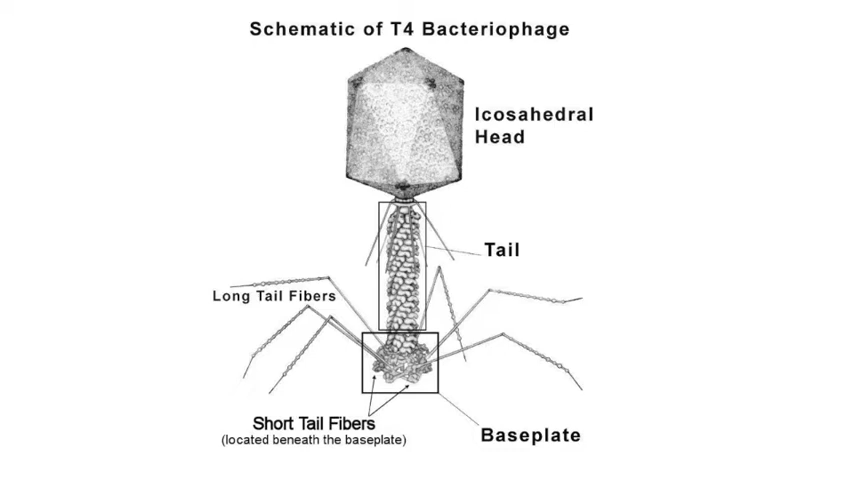 Schematic of T4 Bacteriophage
Icosahedral
Head
Tail
Long Tail Fibers
Short Tail Fibers
(located beneath the baseplate)
Baseplate